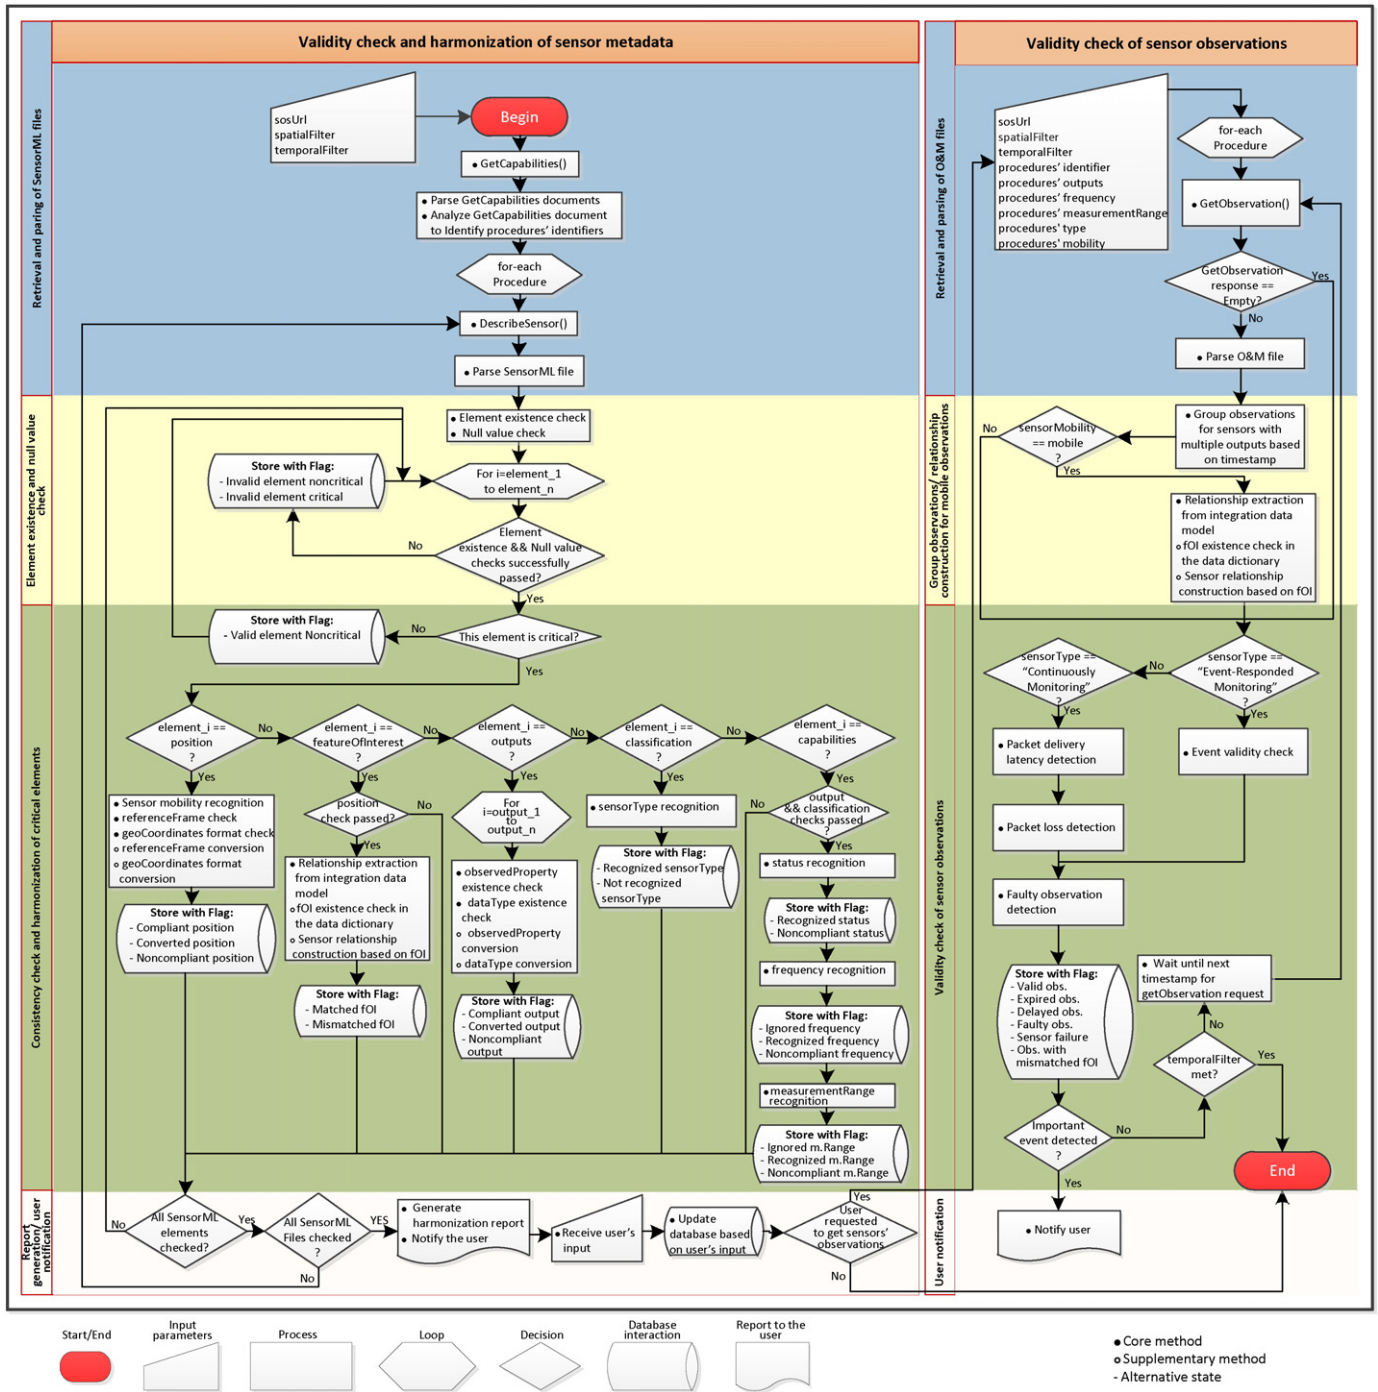 Validity check and harmonization of sensor metadata
Validity check of sensor observations
Retrieval and paring of SensorML files
sosUrl
spatialFilter
temporalFilter
Begin
• GetCapabilities()
• Parse GetCapabilities documents
• Analyze GetCapabilities document
to Identify procedures' identifiers
for-each
Procedure
• DescribeSensor()
• Parse SensorML file
Element existence and null value
check
• Element existence check
• Null value check
Store with Flag:
- Invalid element noncritical
- Invalid element critical
For i=element_1
to element_n
Element
existence && Null value
checks successfully
passed?
No
Yes
Consistency check and harmonization of critical elements
Store with Flag:
- Valid element Noncritical
No
This element is critical?
Yes
element_i ==
position
?
No
element_i ==
featureOfInterest
?
No
element_i ==
outputs
?
No
element_i ==
classification
?
No
element_i ==
capabilities
?
Yes
Yes
Yes
Yes
Yes
• Sensor mobility recognition
• referenceFrame check
• geoCoordinates format check
o referenceFrame conversion
o geoCoordinates format
conversion
Store with Flag:
- Compliant position
- Converted position
- Noncompliant position
position
check passed?
No
Yes
• Relationship extraction
from integration data
model
o fOI existence check in
the data dictionary
o Sensor relationship
construction based on fOI
Store with Flag:
- Matched fOI
- Mismatched fOI
For
i=output_1
to
output_n
• observedProperty
existence check
• dataType existence
check
o observedProperty
conversion
o dataType conversion
Store with Flag:
- Compliant output
- Converted output
- Noncompliant
output
• sensorType recognition
Store with Flag:
- Recognized sensorType
- Not recognized
sensorType
No
output
&& classification
checks passed
?
Yes
• status recognition
Store with Flag:
- Recognized status
- Noncompliant status
• frequency recognition
Store with Flag:
- Ignored frequency
- Recognized frequency
- Noncompliant frequency
• measurementRange
recognition
Store with Flag:
- Ignored m.Range
- Recognized m.Range
- Noncompliant m.Range
Report
generation/ user
notification
No
All SensorML
elements
checked?
Yes
All SensorML
Files checked
?
YES
No
• Generate
harmonization report
• Notify the user
• Receive user's
input
• Update
database based
on user's input
User
requested
to get sensors'
observations
Yes
No
Retrieval and parsing of O&M files
sosUrl
spatialFilter
temporalFilter
procedures' identifier
procedures' outputs
procedures' frequency
procedures' measurementRange
procedures' type
procedures' mobility
for-each
Procedure
• GetObservation()
GetObservation
response ==
Empty?
Yes
No
• Parse O&M file
Group observations/ relationship
construction for mobile observations
• Group observations
for sensors with
multiple outputs based
on timestamp
No
sensorMobility
== mobile
?
Yes
• Relationship extraction
from integration data
model
o fOI existence check in
the data dictionary
o Sensor relationship
construction based on fOI
Validity check of sensor observations
sensorType ==
"Continuously
Monitoring"
?
No
sensorType ==
"Event-Responded
Monitoring"
?
Yes
Yes
• Packet delivery
latency detection
• Event validity check
• Packet loss detection
• Faulty observation
detection
Store with Flag:
- Valid obs.
- Expired obs.
- Delayed obs.
- Faulty obs.
- Sensor failure
- Obs. with
mismatched fOI
• Wait until next
timestamp for
getObservation request
No
temporalFilter
met?
Yes
Important
event detected
?
No
Yes
End
User notification
• Notify user
Start/End
Input
parameters
Process
Loop
Decision
Database
interaction
Report to the
user
• Core method
o Supplementary method
- Alternative state